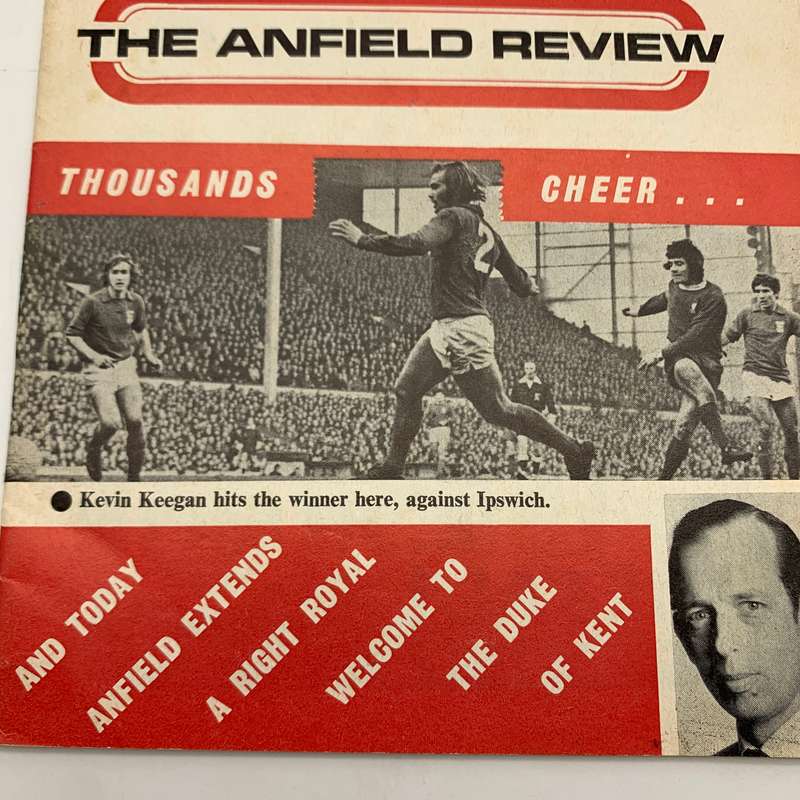 THE ANFIELD REVIEW
THOUSANDS CHEER . . .
2
Kevin Keegan hits the winner here, against Ipswich.
AND TODAY
ANFIELD EXTENDS
A RIGHT ROYAL
WELCOME TO
THE DUKE
OF KENT